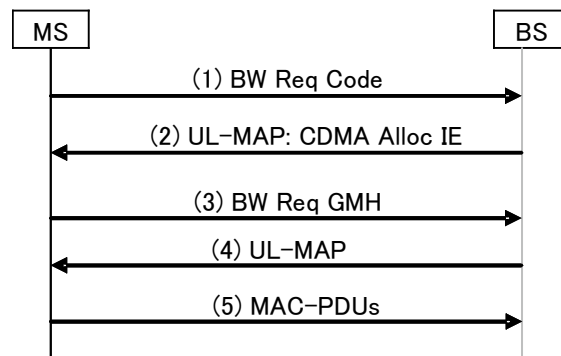 MS BS
(1) BW Req Code
(2) UL-MAP: CDMA Alloc IE
(3) BW Req GMH
(4) UL-MAP
(5) MAC-PDUs